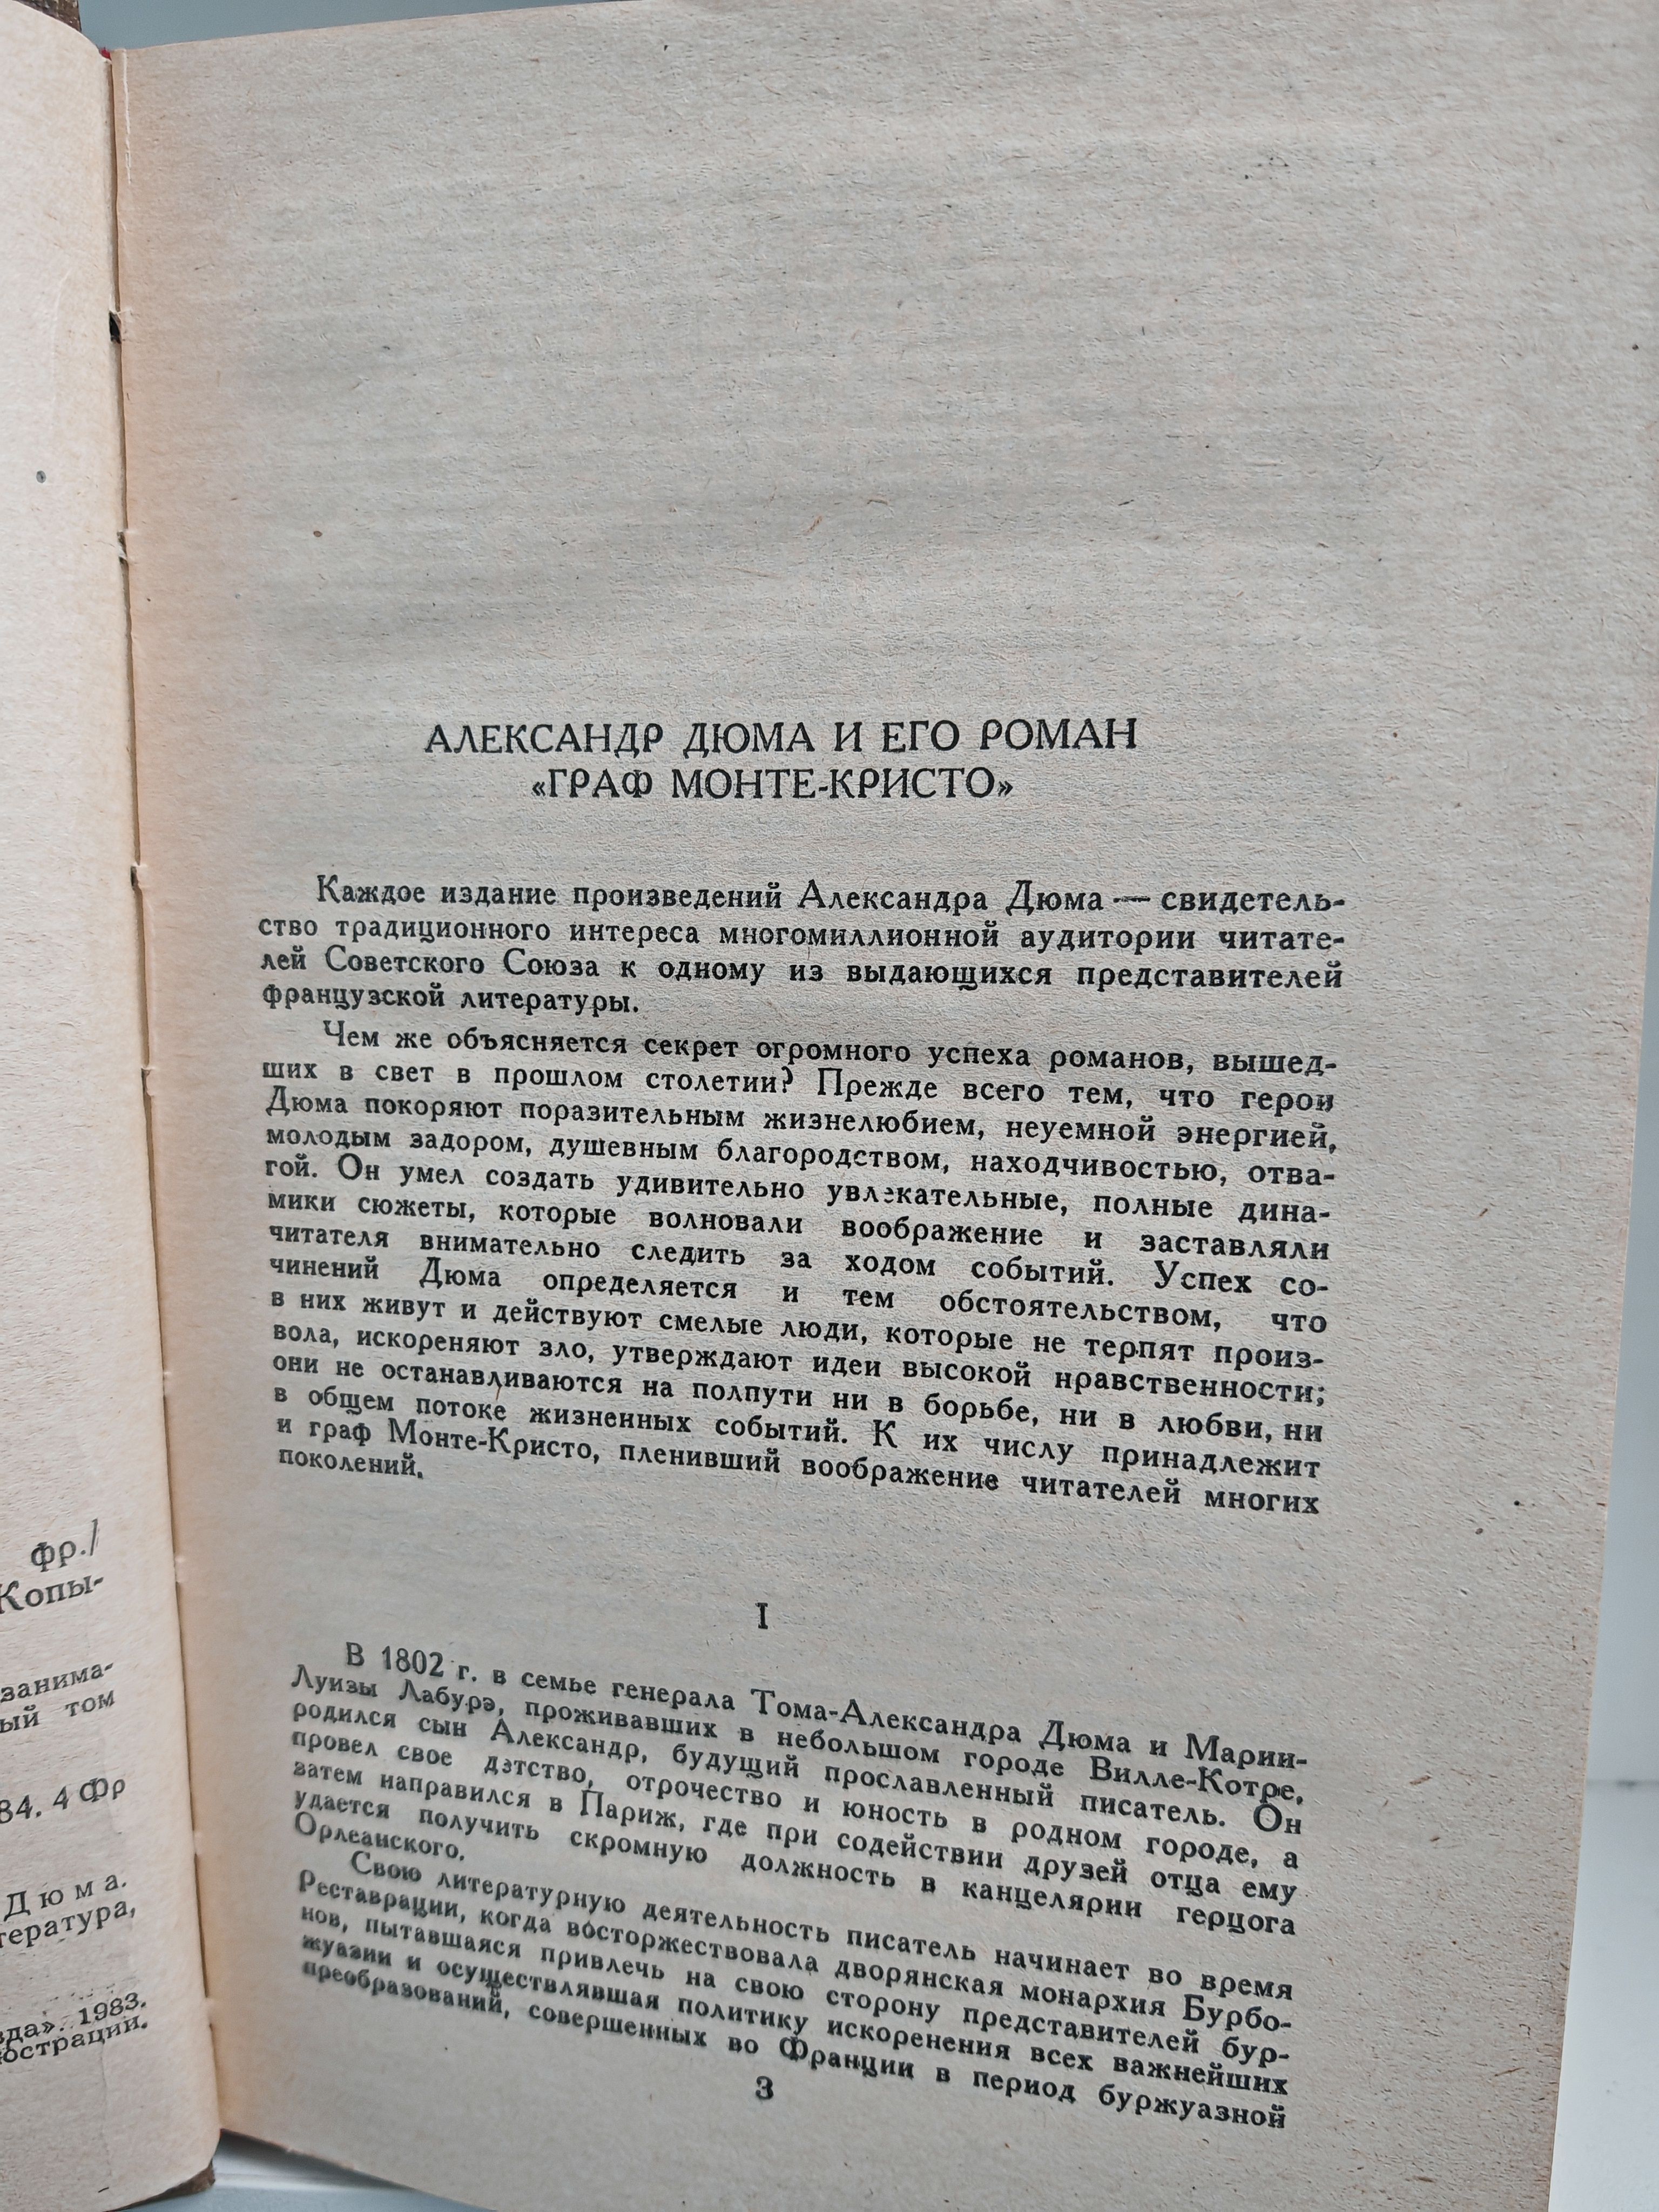 Фр./
Копы-
занима-
ый том
84. 4 Фр
Дюма.
тература,
вда». 1983.
юстрации.
АЛЕКСАНДР ДЮМА И ЕГО РОМАН
«ГРАФ МОНТЕ-КРИСТО»
Каждое издание произведений Александра Дюма — свидетель-
ство традиционного интереса многомиллионной аудитории читате-
лей Советского Союза к одному из выдающихся представителей
французской литературы.
Чем же объясняется секрет огромного успеха романов, вышед-
ших в свет в прошлом столетии? Прежде всего тем, что герои
Дюма покоряют поразительным жизнелюбием, неуемной энергией,
молодым задором, душевным благородством, находчивостью, отва-
гой. Он умел создать удивительно увлекательные, полные дина-
мики сюжеты, которые волновали воображение и заставляли
читателя внимательно следить за ходом событий. Успех со-
чинений Дюма определяется и тем обстоятельством, что
в них живут и действуют смелые люди, которые не терпят произ-
вола, искореняют зло, утверждают идеи высокой нравственности;
они не останавливаются на полпути ни в борьбе, ни в любви, ни
в общем потоке жизненных событий. К их числу принадлежит
и граф Монте-Кристо, пленивший воображение читателей многих
поколений.
I
В 1802 г. в семье генерала Тома-Александра Дюма и Марии-
Луизы Лабурэ, проживавших в небольшом городе Вилле-Котре,
родился сын Александр, будущий прославленный писатель. Он
провел свое дэтство, отрочество и юность в родном городе, а
затем направился в Париж, где при содействии друзей отца ему
удается получить скромную должность в канцелярии герцога
Орлеанского.
Свою литературную деятельность писатель начинает во время
Реставрации, когда восторжествовала дворянская монархия Бурбо-
нов, пытавшаяся привлечь на свою сторону представителей бур-
жуазии и осуществлявшая политику искоренения всех важнейших
преобразований, совершенных во Франции в период буржуазной
3